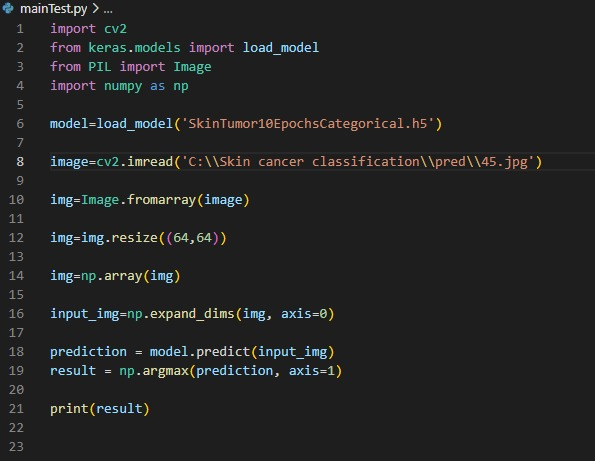 mainTest.py > ...
1 import cv2
2 from keras.models import load_model
3 from PIL import Image
4 import numpy as np
5
6 model=load_model('SkinTumor10EpochsCategorical.h5')
7
8 image=cv2.imread('C:\\Skin cancer classification\\pred\\45.jpg')
9
10 img=Image.fromarray(image)
11
12 img=img.resize((64,64))
13
14 img=np.array(img)
15
16 input_img=np.expand_dims(img, axis=0)
17
18 prediction = model.predict(input_img)
19 result = np.argmax(prediction, axis=1)
20
21 print(result)
22
23